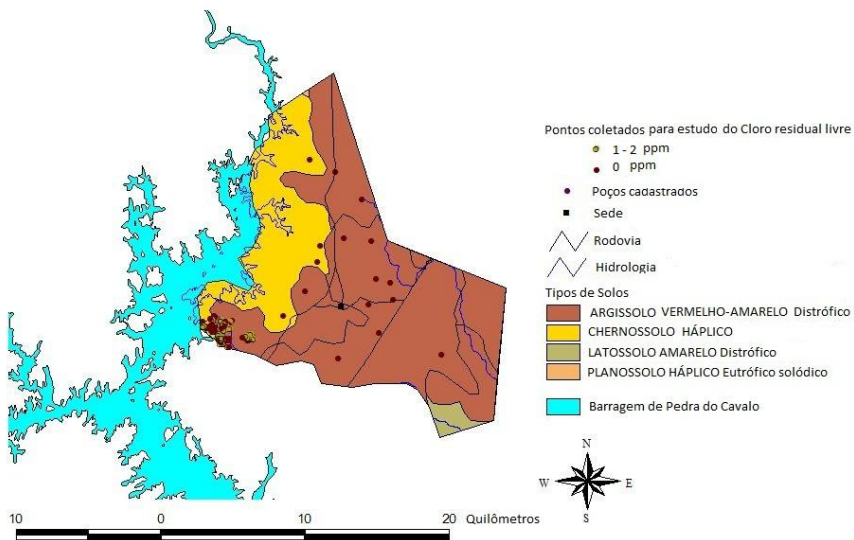 Pontos coletados para estudo do Cloro residual livre
1 - 2 ppm
0 ppm
Poços cadastrados
Sede
Rodovia
Hidrologia
Tipos de Solos
ARGISSOLO VERMELHO-AMARELO Distrófico
CHERNOSSOLO HÁPLICO
LATOSSOLO AMARELO Distrófico
PLANOSSOLO HÁPLICO Eutrófico solódico
Barragem de Pedra do Cavalo
N
W E
S
10 0 10 20 Quilômetros